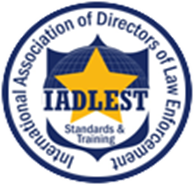 International Association of Directors of Law Enforcement
IADLEST
Standards &
Training